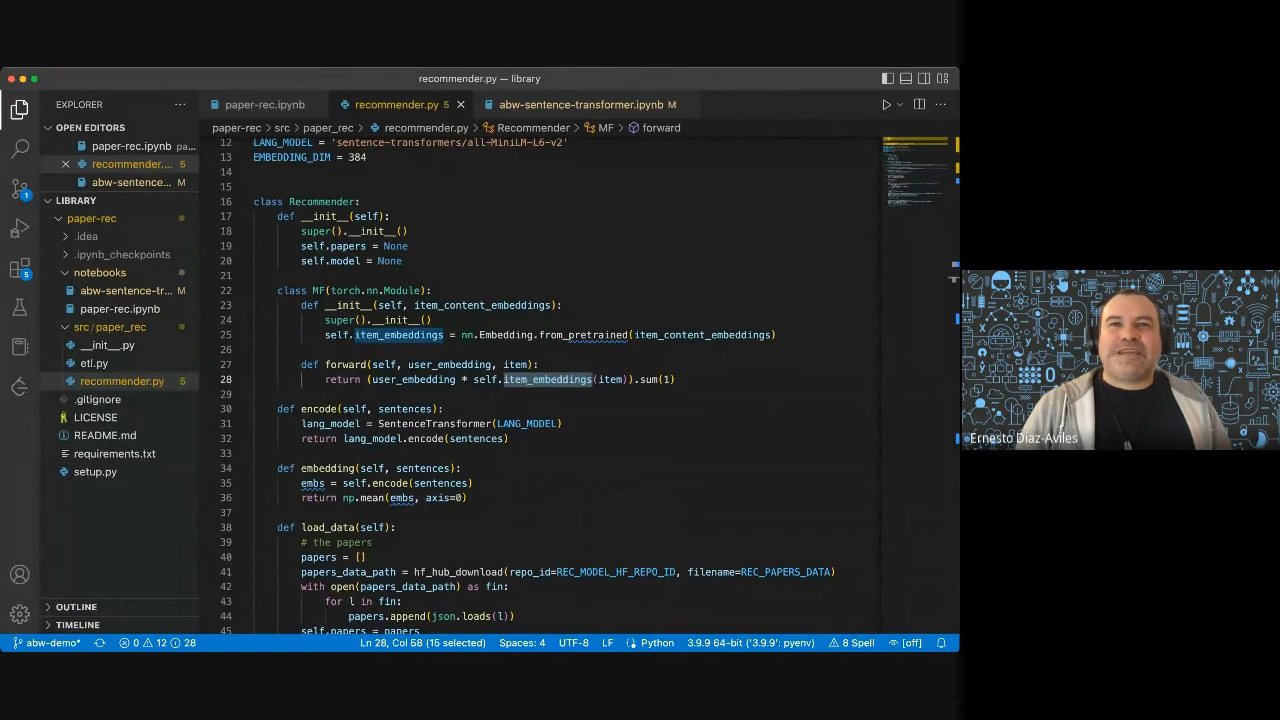 recommender.py — library
EXPLORER
paper-rec.ipynb
recommender.py 5
abw-sentence-transformer.ipynb M
OPEN EDITORS
paper-rec.ipynb pa...
recommender.... 5
abw-sentence... M
LIBRARY
paper-rec
.idea
.ipynb_checkpoints
notebooks
abw-sentence-tr... M
paper-rec.ipynb
src/paper_rec
__init__.py
etl.py
recommender.py 5
.gitignore
LICENSE
README.md
requirements.txt
setup.py
OUTLINE
TIMELINE
1
5
paper-rec > src > paper_rec > recommender.py > Recommender > MF > forward
12 LANG_MODEL = 'sentence-transformers/all-MiniLM-L6-v2'
13 EMBEDDING_DIM = 384
14
15
16 class Recommender:
17 def __init__(self):
18 super().__init__()
19 self.papers = None
20 self.model = None
21
22 class MF(torch.nn.Module):
23 def __init__(self, item_content_embeddings):
24 super().__init__()
25 self.item_embeddings = nn.Embedding.from_pretrained(item_content_embeddings)
26
27 def forward(self, user_embedding, item):
28 return (user_embedding * self.item_embeddings(item)).sum(1)
29
30 def encode(self, sentences):
31 lang_model = SentenceTransformer(LANG_MODEL)
32 return lang_model.encode(sentences)
33
34 def embedding(self, sentences):
35 embs = self.encode(sentences)
36 return np.mean(embs, axis=0)
37
38 def load_data(self):
39 # the papers
40 papers = []
41 papers_data_path = hf_hub_download(repo_id=REC_MODEL_HF_REPO_ID, filename=REC_PAPERS_DATA)
42 with open(papers_data_path) as fin:
43 for l in fin:
44 papers.append(json.loads(l))
45 self.papers = papers
abw-demo* 0 12 28 Ln 28, Col 58 (15 selected) Spaces: 4 UTF-8 LF Python 3.9.9 64-bit ('3.9.9': pyenv) 8 Spell [off]
Ernesto Diaz-Aviles